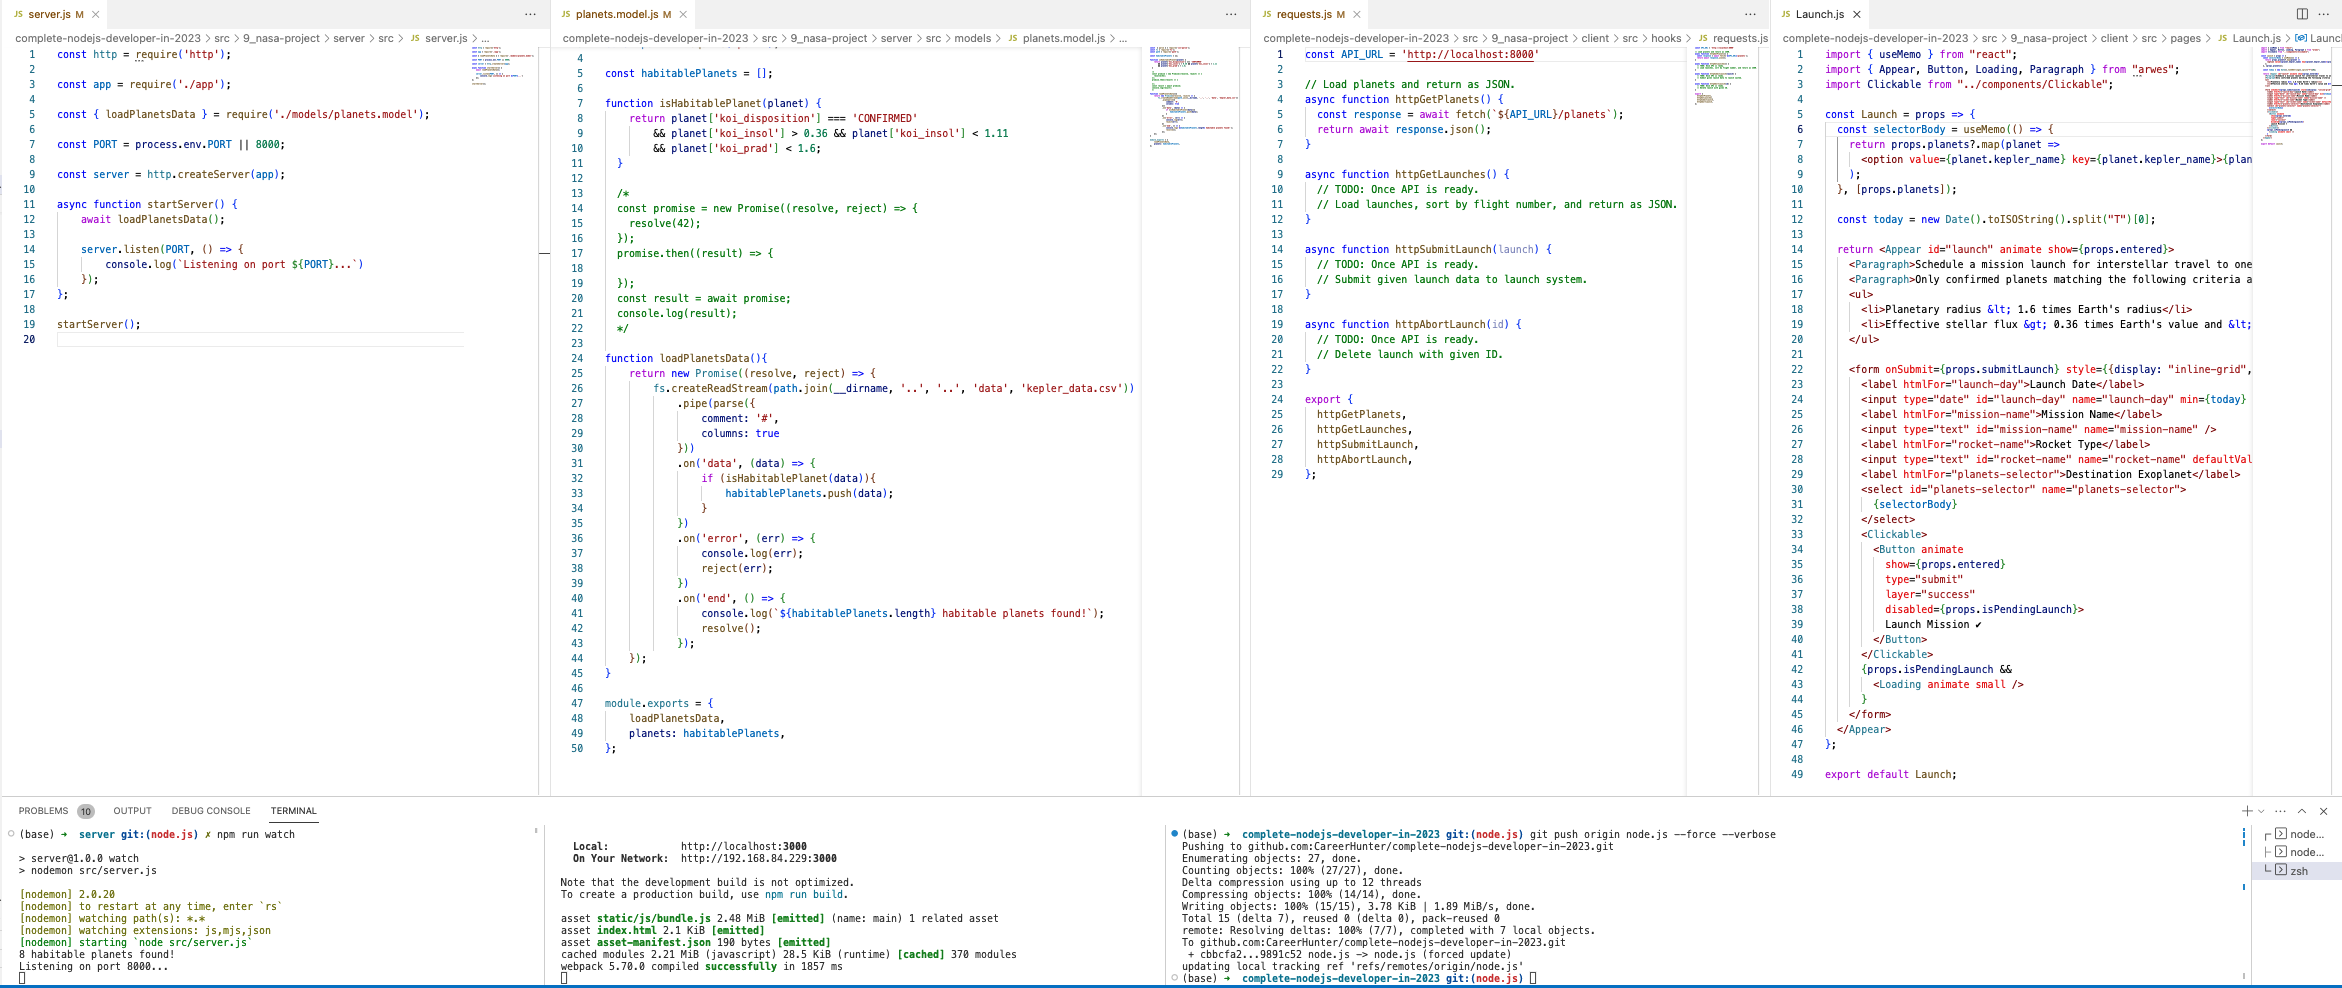 JS server.js M
JS planets.model.js M
JS requests.js M
JS Launch.js
complete-nodejs-developer-in-2023 > src > 9_nasa-project > server > src > JS server.js > ...
1 const http = require('http');
2
3 const app = require('./app');
4
5 const { loadPlanetsData } = require('./models/planets.model');
6
7 const PORT = process.env.PORT || 8000;
8
9 const server = http.createServer(app);
10
11 async function startServer() {
12 await loadPlanetsData();
13
14 server.listen(PORT, () => {
15 console.log(`Listening on port ${PORT}...`)
16 });
17 };
18
19 startServer();
20
complete-nodejs-developer-in-2023 > src > 9_nasa-project > server > src > models > JS planets.model.js > ...
4
5 const habitablePlanets = [];
6
7 function isHabitablePlanet(planet) {
8 return planet['koi_disposition'] === 'CONFIRMED'
9 && planet['koi_insol'] > 0.36 && planet['koi_insol'] < 1.11
10 && planet['koi_prad'] < 1.6;
11 }
12
13 /*
14 const promise = new Promise((resolve, reject) => {
15 resolve(42);
16 });
17 promise.then((result) => {
18
19 });
20 const result = await promise;
21 console.log(result);
22 */
23
24 function loadPlanetsData(){
25 return new Promise((resolve, reject) => {
26 fs.createReadStream(path.join(__dirname, '..', '..', 'data', 'kepler_data.csv'))
27 .pipe(parse({
28 comment: '#',
29 columns: true
30 }))
31 .on('data', (data) => {
32 if (isHabitablePlanet(data)){
33 habitablePlanets.push(data);
34 }
35 })
36 .on('error', (err) => {
37 console.log(err);
38 reject(err);
39 })
40 .on('end', () => {
41 console.log(`${habitablePlanets.length} habitable planets found!`);
42 resolve();
43 });
44 });
45 }
46
47 module.exports = {
48 loadPlanetsData,
49 planets: habitablePlanets,
50 };
complete-nodejs-developer-in-2023 > src > 9_nasa-project > client > src > hooks > JS requests.js
1 const API_URL = 'http://localhost:8000'
2
3 // Load planets and return as JSON.
4 async function httpGetPlanets() {
5 const response = await fetch(`${API_URL}/planets`);
6 return await response.json();
7 }
8
9 async function httpGetLaunches() {
10 // TODO: Once API is ready.
11 // Load launches, sort by flight number, and return as JSON.
12 }
13
14 async function httpSubmitLaunch(launch) {
15 // TODO: Once API is ready.
16 // Submit given launch data to launch system.
17 }
18
19 async function httpAbortLaunch(id) {
20 // TODO: Once API is ready.
21 // Delete launch with given ID.
22 }
23
24 export {
25 httpGetPlanets,
26 httpGetLaunches,
27 httpSubmitLaunch,
28 httpAbortLaunch,
29 };
complete-nodejs-developer-in-2023 > src > 9_nasa-project > client > src > pages > JS Launch.js > Launc
1 import { useMemo } from "react";
2 import { Appear, Button, Loading, Paragraph } from "arwes";
3 import Clickable from "../components/Clickable";
4
5 const Launch = props => {
6 const selectorBody = useMemo(() => {
7 return props.planets?.map(planet =>
8 <option value={planet.kepler_name} key={planet.kepler_name}>{plan
9 );
10 }, [props.planets]);
11
12 const today = new Date().toISOString().split("T")[0];
13
14 return <Appear id="launch" animate show={props.entered}>
15 <Paragraph>Schedule a mission launch for interstellar travel to one
16 <Paragraph>Only confirmed planets matching the following criteria a
17 <ul>
18 <li>Planetary radius &lt; 1.6 times Earth's radius</li>
19 <li>Effective stellar flux &gt; 0.36 times Earth's value and &lt;
20 </ul>
21
22 <form onSubmit={props.submitLaunch} style={{display: "inline-grid",
23 <label htmlFor="launch-day">Launch Date</label>
24 <input type="date" id="launch-day" name="launch-day" min={today}
25 <label htmlFor="mission-name">Mission Name</label>
26 <input type="text" id="mission-name" name="mission-name" />
27 <label htmlFor="rocket-name">Rocket Type</label>
28 <input type="text" id="rocket-name" name="rocket-name" defaultVal
29 <label htmlFor="planets-selector">Destination Exoplanet</label>
30 <select id="planets-selector" name="planets-selector">
31 {selectorBody}
32 </select>
33 <Clickable>
34 <Button animate
35 show={props.entered}
36 type="submit"
37 layer="success"
38 disabled={props.isPendingLaunch}>
39 Launch Mission ✔
40 </Button>
41 </Clickable>
42 {props.isPendingLaunch &&
43 <Loading animate small />
44 }
45 </form>
46 </Appear>
47 };
48
49 export default Launch;
PROBLEMS 10 OUTPUT DEBUG CONSOLE TERMINAL
(base) ➜ server git:(node.js) ✗ npm run watch
> server@1.0.0 watch
> nodemon src/server.js
[nodemon] 2.0.20
[nodemon] to restart at any time, enter `rs`
[nodemon] watching path(s): *.*
[nodemon] watching extensions: js,mjs,json
[nodemon] starting `node src/server.js`
8 habitable planets found!
Listening on port 8000...
Local: http://localhost:3000
On Your Network: http://192.168.84.229:3000
Note that the development build is not optimized.
To create a production build, use npm run build.
asset static/js/bundle.js 2.48 MiB [emitted] (name: main) 1 related asset
asset index.html 2.1 KiB [emitted]
asset asset-manifest.json 190 bytes [emitted]
cached modules 2.21 MiB (javascript) 28.5 KiB (runtime) [cached] 370 modules
webpack 5.70.0 compiled successfully in 1857 ms
(base) ➜ complete-nodejs-developer-in-2023 git:(node.js) git push origin node.js --force --verbose
Pushing to github.com:CareerHunter/complete-nodejs-developer-in-2023.git
Enumerating objects: 27, done.
Counting objects: 100% (27/27), done.
Delta compression using up to 12 threads
Compressing objects: 100% (14/14), done.
Writing objects: 100% (15/15), 3.78 KiB | 1.89 MiB/s, done.
Total 15 (delta 7), reused 0 (delta 0), pack-reused 0
remote: Resolving deltas: 100% (7/7), completed with 7 local objects.
To github.com:CareerHunter/complete-nodejs-developer-in-2023.git
+ cbbcfa2...9891c52 node.js -> node.js (forced update)
updating local tracking ref 'refs/remotes/origin/node.js'
(base) ➜ complete-nodejs-developer-in-2023 git:(node.js)
node...
node...
zsh